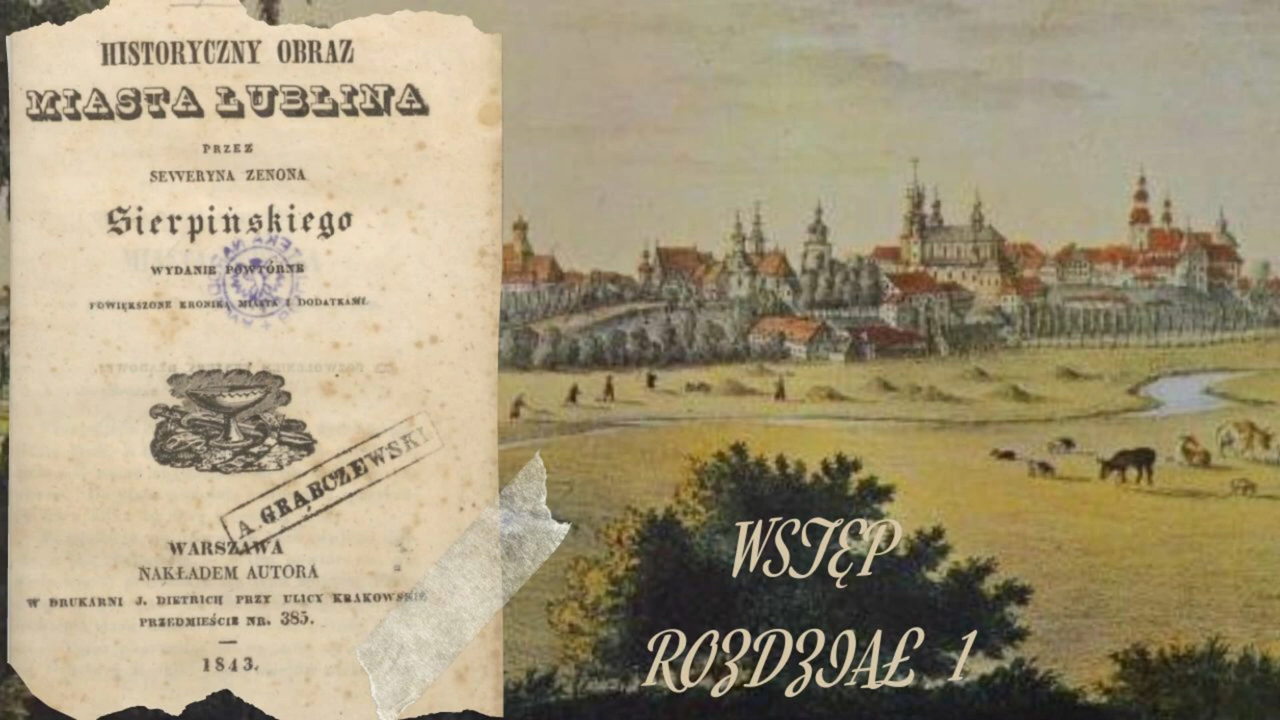 HISTORYCZNY OBRAZ
MIASTA LUBLINA
PRZEZ
SEWERYNA ZENONA
Sierpińskiego
WYDANIE POWTÓRNE
POWIĘKSZONE KRONIKĄ MIASTA I DODATKAMI.
A. GRĄBCZEWSKI
WARSZAWA
NAKŁADEM AUTORA
W DRUKARNI J. DIETRICH PRZY ULICY KRAKOWSKIE
PRZEDMIEŚCIE NR. 385.
1843.
WSTĘP
ROZDZIAŁ 1